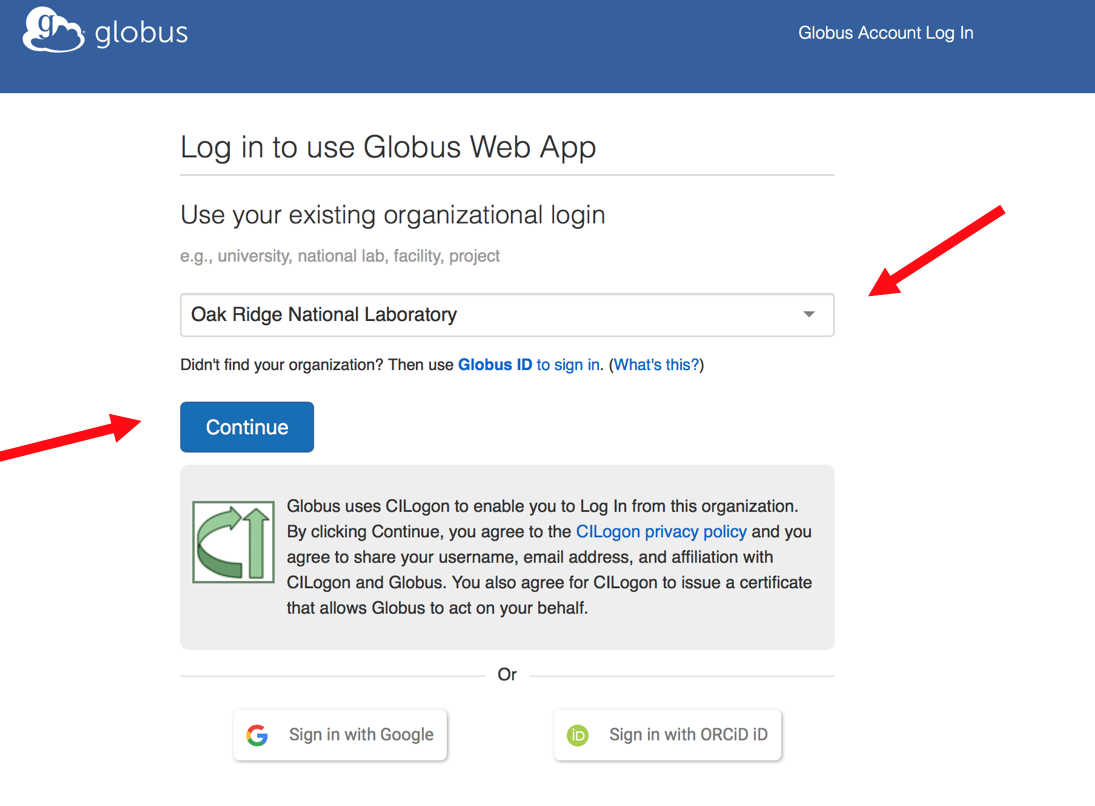 globus
Globus Account Log In
Log in to use Globus Web App
Use your existing organizational login
e.g., university, national lab, facility, project
Oak Ridge National Laboratory
Didn't find your organization? Then use Globus ID to sign in. (What's this?)
Continue
Globus uses CILogon to enable you to Log In from this organization.
By clicking Continue, you agree to the CILogon privacy policy and you
agree to share your username, email address, and affiliation with
CILogon and Globus. You also agree for CILogon to issue a certificate
that allows Globus to act on your behalf.
Or
Sign in with Google
Sign in with ORCiD iD